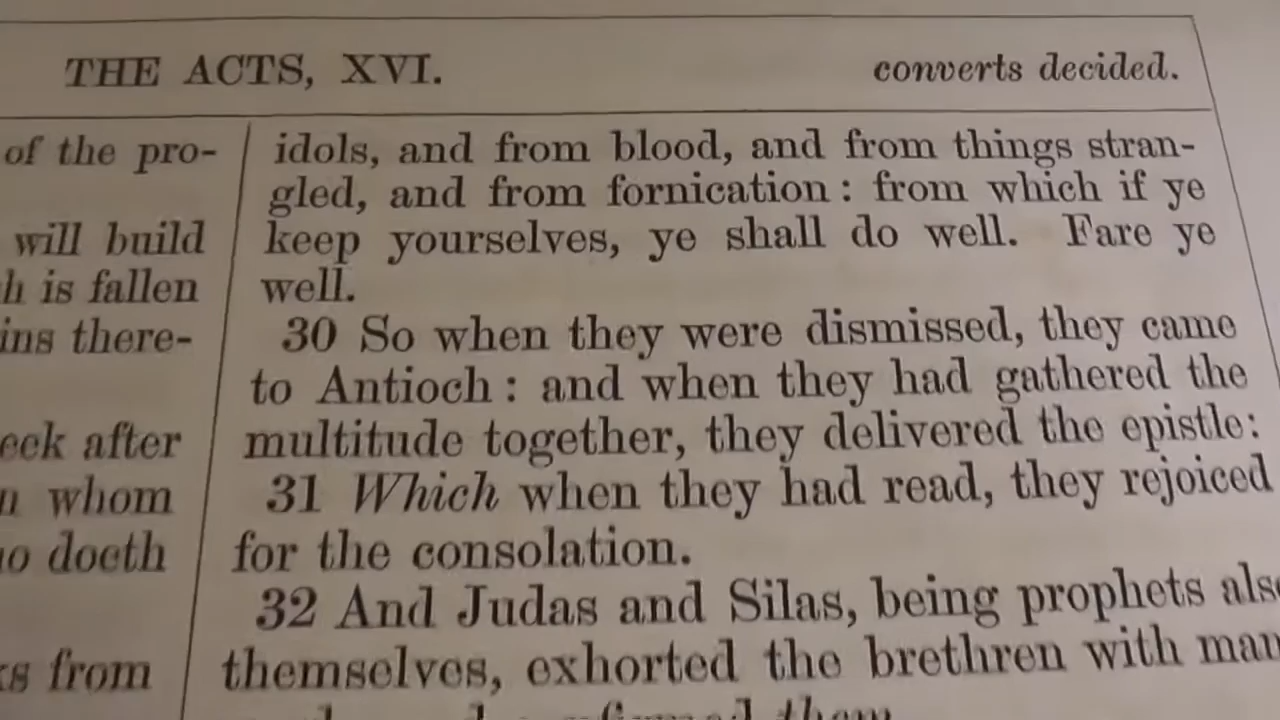 THE ACTS, XVI.
converts decided.
of the pro-
will build
is fallen
there-
after
whom
doeth
from
idols, and from blood, and from things stran-
gled, and from fornication: from which if ye
keep yourselves, ye shall do well. Fare ye
well.
30 So when they were dismissed, they came
to Antioch: and when they had gathered the
multitude together, they delivered the epistle:
31 Which when they had read, they rejoiced
for the consolation.
32 And Judas and Silas, being prophets also
themselves, exhorted the brethren with
them